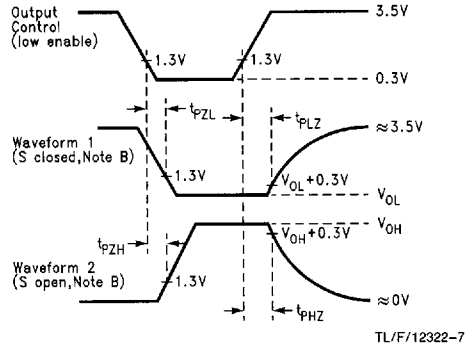 Output
Control
(low enable)
3.5V
1.3V
1.3V
0.3V
tPZL
tPLZ
Waveform 1
(S closed,Note B)
≈3.5V
1.3V
VOL+0.3V
VOL
VOH
tPZH
VOH+0.3V
Waveform 2
(S open,Note B)
1.3V
≈0V
tPHZ
TL/F/12322-7